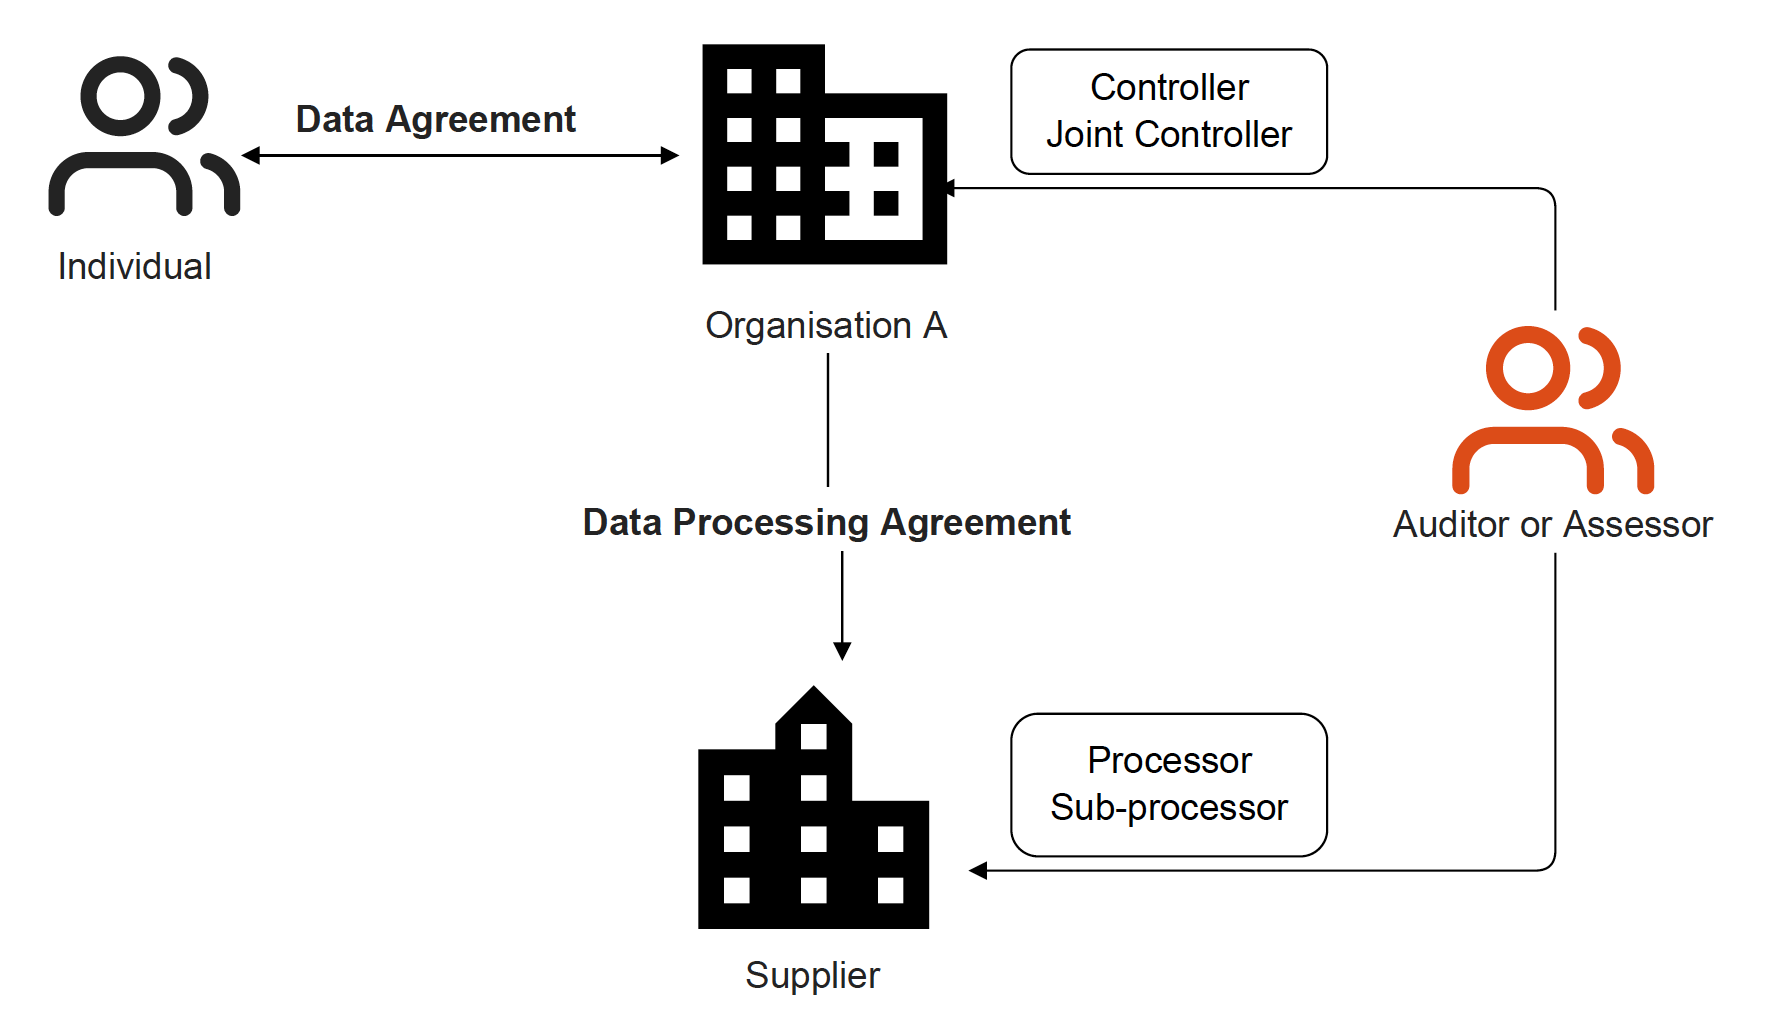 Individual
Data Agreement
Organisation A
Controller
Joint Controller
Data Processing Agreement
Auditor or Assessor
Processor
Sub-processor
Supplier